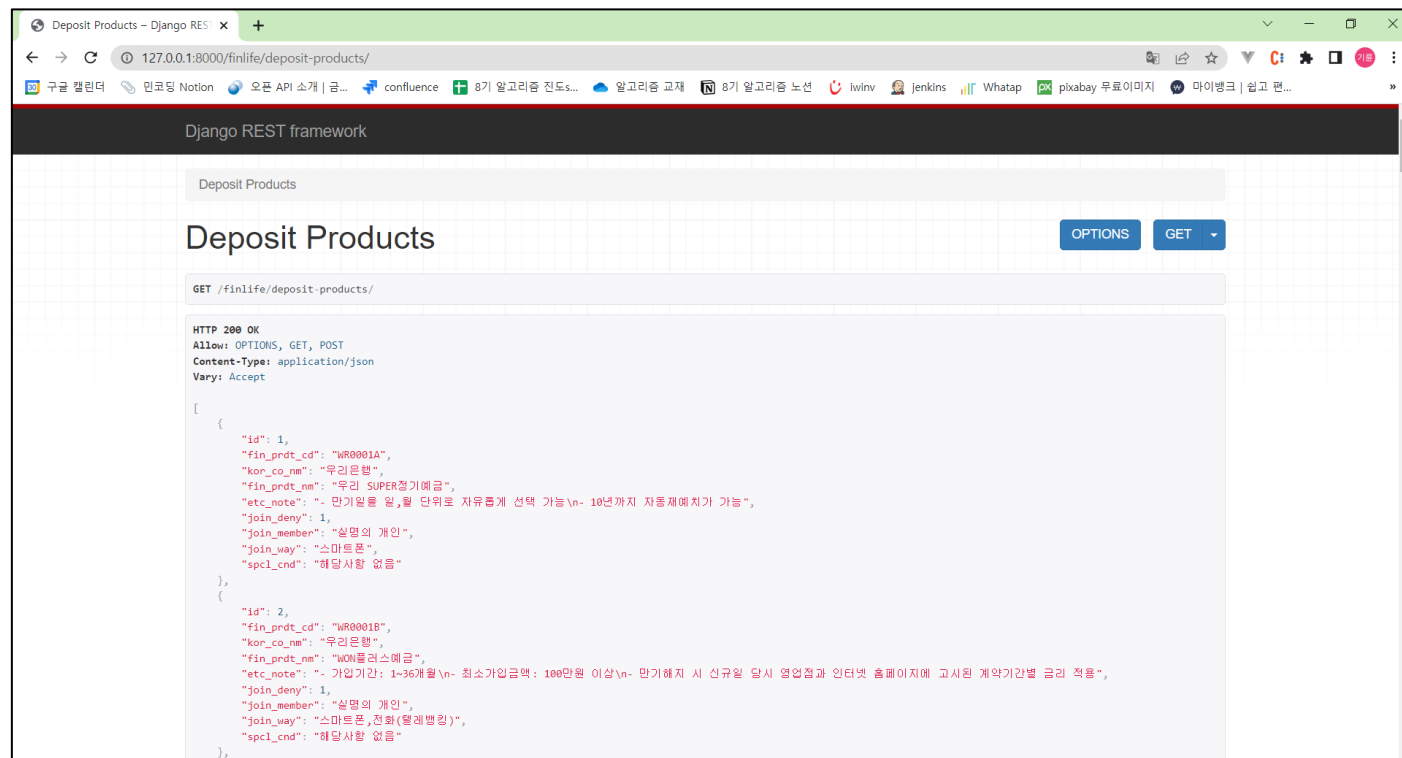 Deposit Products – Django RES
127.0.0.1:8000/finlife/deposit-products/
기룬
구글 캘린더 민코딩 Notion 오픈 API 소개 | 금... confluence 8기 알고리즘 진도s... 알고리즘 교재 8기 알고리즘 노션 iwinv Jenkins Whatap pixabay 무료이미지 마이뱅크 | 쉽고 편... »
Django REST framework
Deposit Products
Deposit Products
OPTIONS GET
GET /finlife/deposit-products/
HTTP 200 OK
Allow: OPTIONS, GET, POST
Content-Type: application/json
Vary: Accept
[
{
"id": 1,
"fin_prdt_cd": "WR0001A",
"kor_co_nm": "우리은행",
"fin_prdt_nm": "우리 SUPER정기예금",
"etc_note": "- 만기일을 일,월 단위로 자유롭게 선택 가능\n- 10년까지 자동재예치가 가능",
"join_deny": 1,
"join_member": "실명의 개인",
"join_way": "스마트폰",
"spcl_cnd": "해당사항 없음"
},
{
"id": 2,
"fin_prdt_cd": "WR0001B",
"kor_co_nm": "우리은행",
"fin_prdt_nm": "WON플러스예금",
"etc_note": "- 가입기간: 1~36개월\n- 최소가입금액: 100만원 이상\n- 만기해지 시 신규일 당시 영업점과 인터넷 홈페이지에 고시된 계약기간별 금리 적용",
"join_deny": 1,
"join_member": "실명의 개인",
"join_way": "스마트폰,전화(텔레뱅킹)",
"spcl_cnd": "해당사항 없음"
},